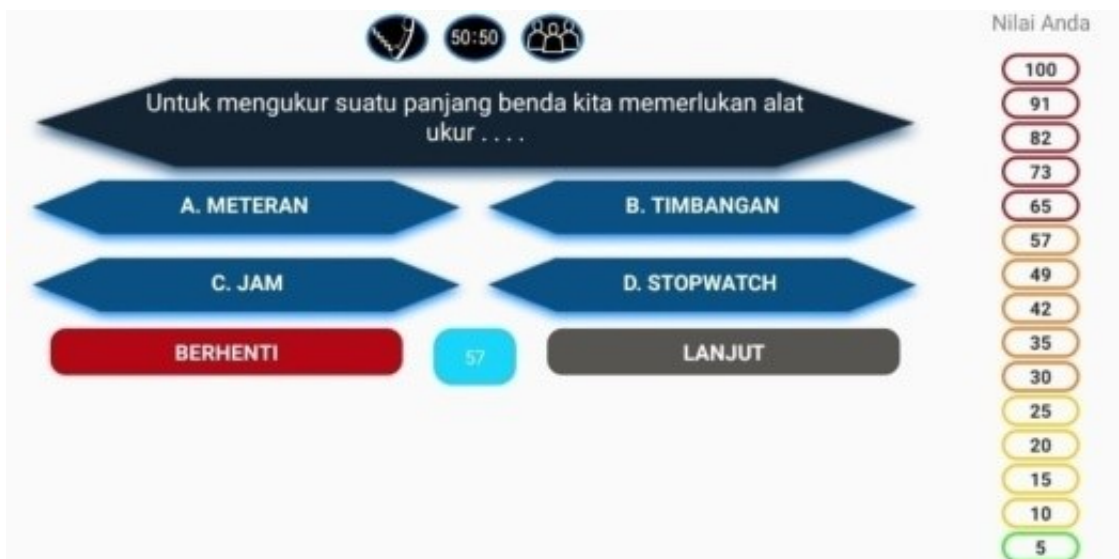 50:50
Nilai Anda
Untuk mengukur suatu panjang benda kita memerlukan alat
ukur . . . .
A. METERAN
B. TIMBANGAN
C. JAM
D. STOPWATCH
BERHENTI
57
LANJUT
100
91
82
73
65
57
49
42
35
30
25
20
15
10
5